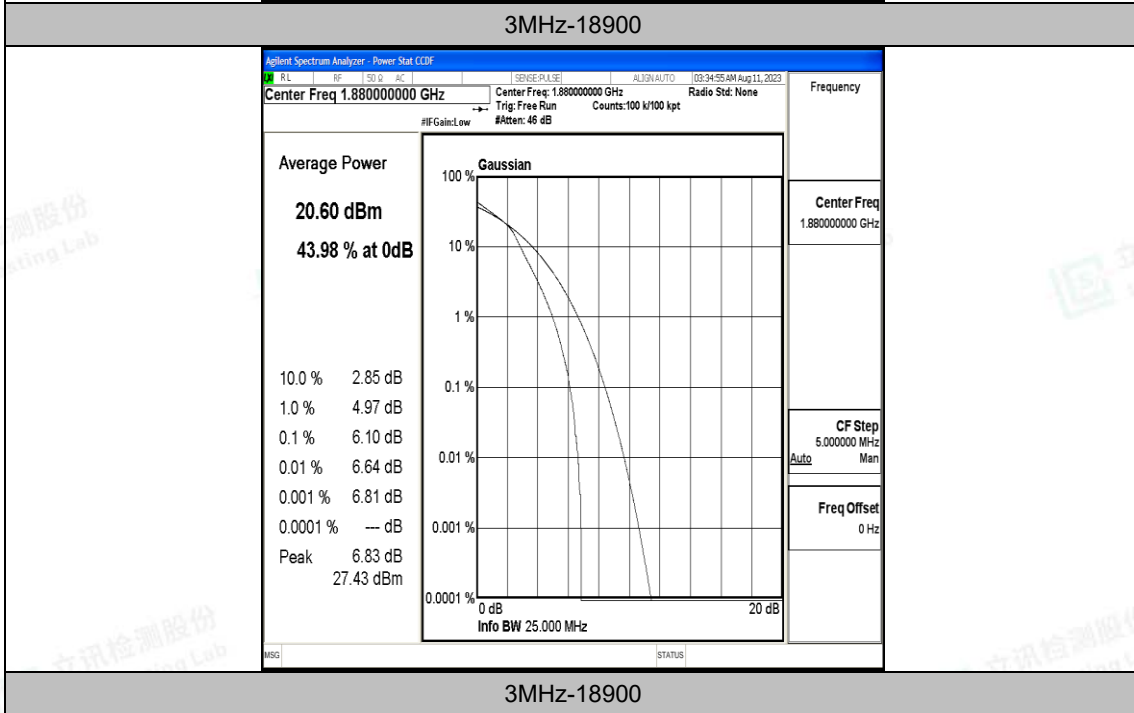 3MHz-18900
Agilent Spectrum Analyzer - Power Stat CCDF
RL RF 50 Ω AC SENSE:PULSE ALIGN AUTO 03:34:55 AM Aug 11, 2023
Center Freq 1.880000000 GHz
Center Freq: 1.880000000 GHz Radio Std: None
Trig: Free Run Counts:100 k/100 kpt
#IFGain:Low #Atten: 46 dB
Frequency
Average Power
20.60 dBm
43.98 % at 0dB
10.0 % 2.85 dB
1.0 % 4.97 dB
0.1 % 6.10 dB
0.01 % 6.64 dB
0.001 % 6.81 dB
0.0001 % --- dB
Peak 6.83 dB
27.43 dBm
Gaussian
100 %
10 %
1 %
0.1 %
0.01 %
0.001 %
0.0001 %
0 dB 20 dB
Info BW 25.000 MHz
Center Freq
1.880000000 GHz
CF Step
5.000000 MHz
Auto Man
Freq Offset
0 Hz
MSG STATUS
3MHz-18900